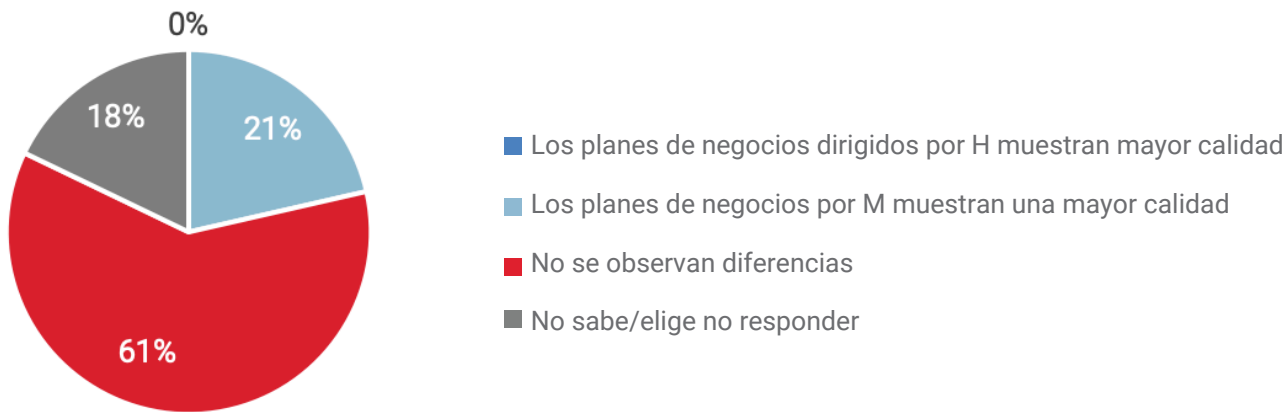 0%
18%
21%
61%
Los planes de negocios dirigidos por H muestran mayor calidad
Los planes de negocios por M muestran una mayor calidad
No se observan diferencias
No sabe/elige no responder